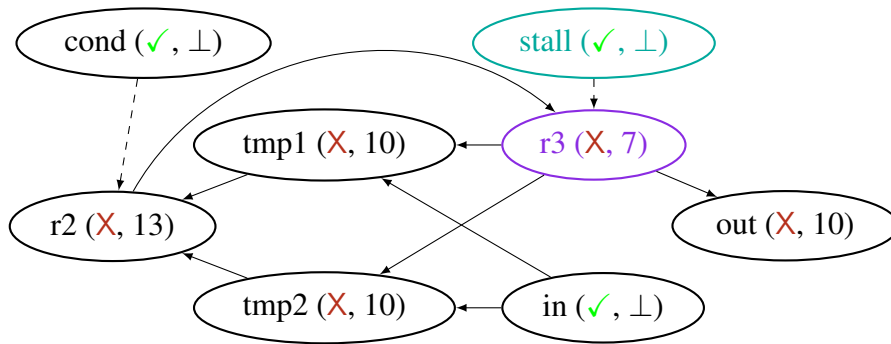 cond (✓, ⊥)
stall (✓, ⊥)
tmp1 (X, 10)
r3 (X, 7)
r2 (X, 13)
out (X, 10)
tmp2 (X, 10)
in (✓, ⊥)